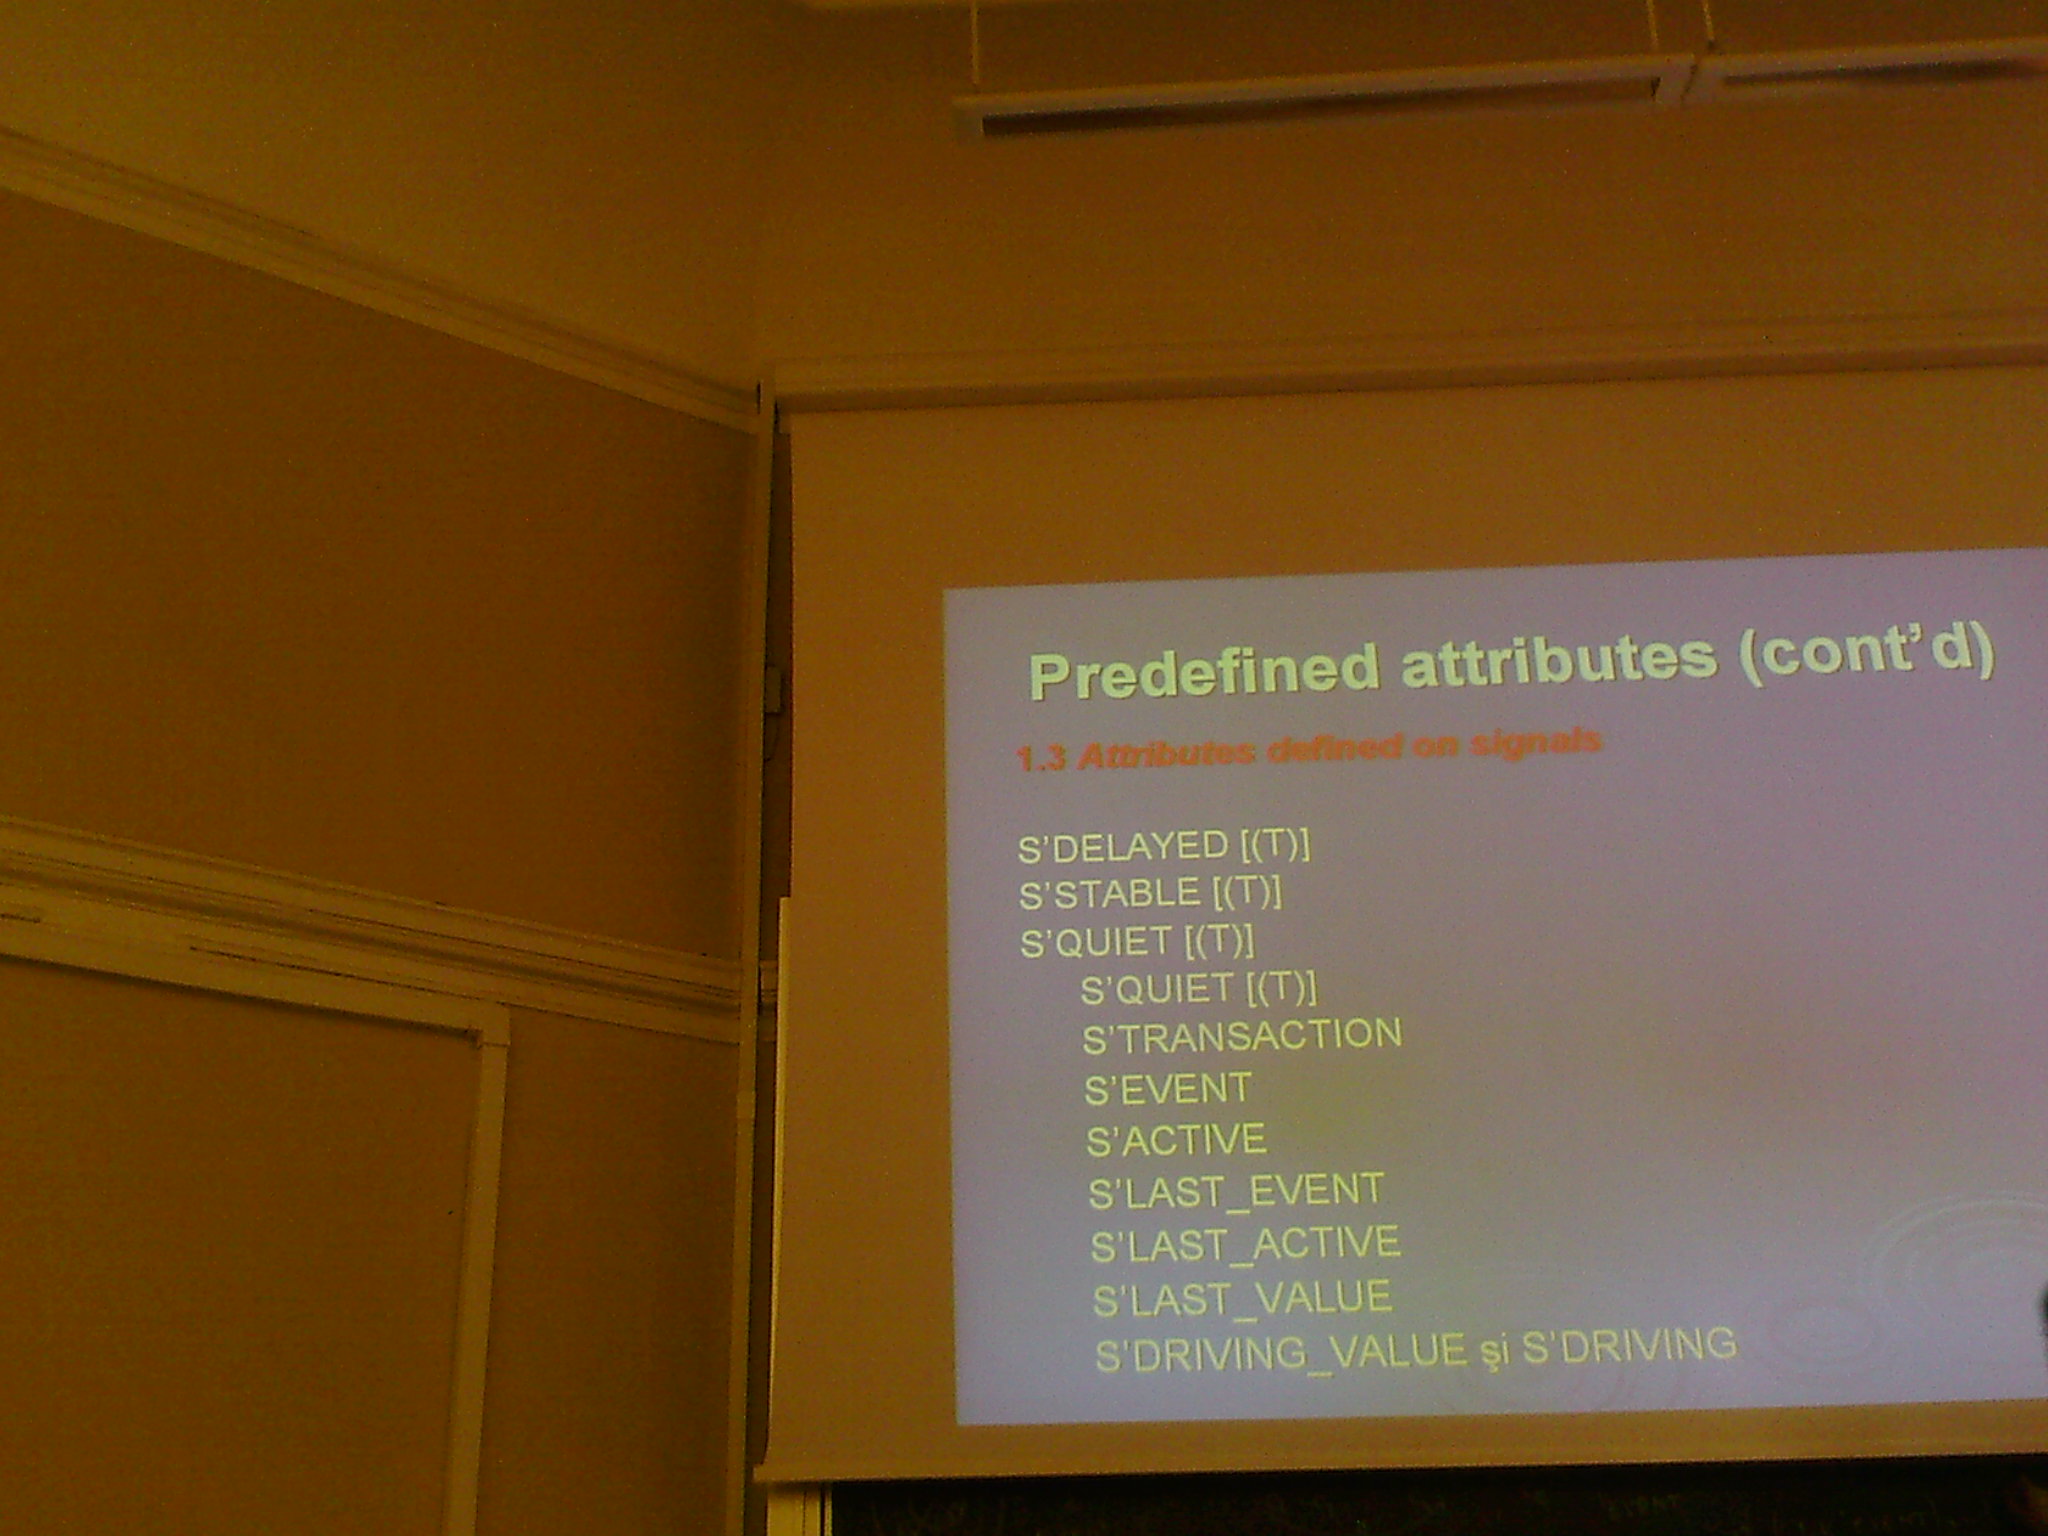 Predefined attributes (cont’d)
1.3 Attributes defined on signals
S’DELAYED [(T)]
S’STABLE [(T)]
S’QUIET [(T)]
S’QUIET [(T)]
S’TRANSACTION
S’EVENT
S’ACTIVE
S’LAST_EVENT
S’LAST_ACTIVE
S’LAST_VALUE
S’DRIVING_VALUE şi S’DRIVING